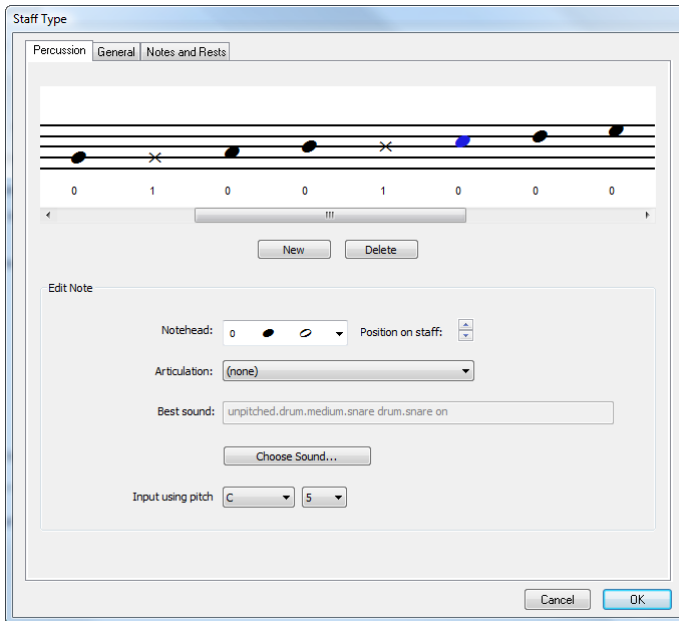 Staff Type
Percussion General Notes and Rests
0 1 0 0 1 0 0 0
New Delete
Edit Note
Notehead: 0 Position on staff:
Articulation: (none)
Best sound: unpitched.drum.medium.snare drum.snare on
Choose Sound...
Input using pitch C 5
Cancel OK